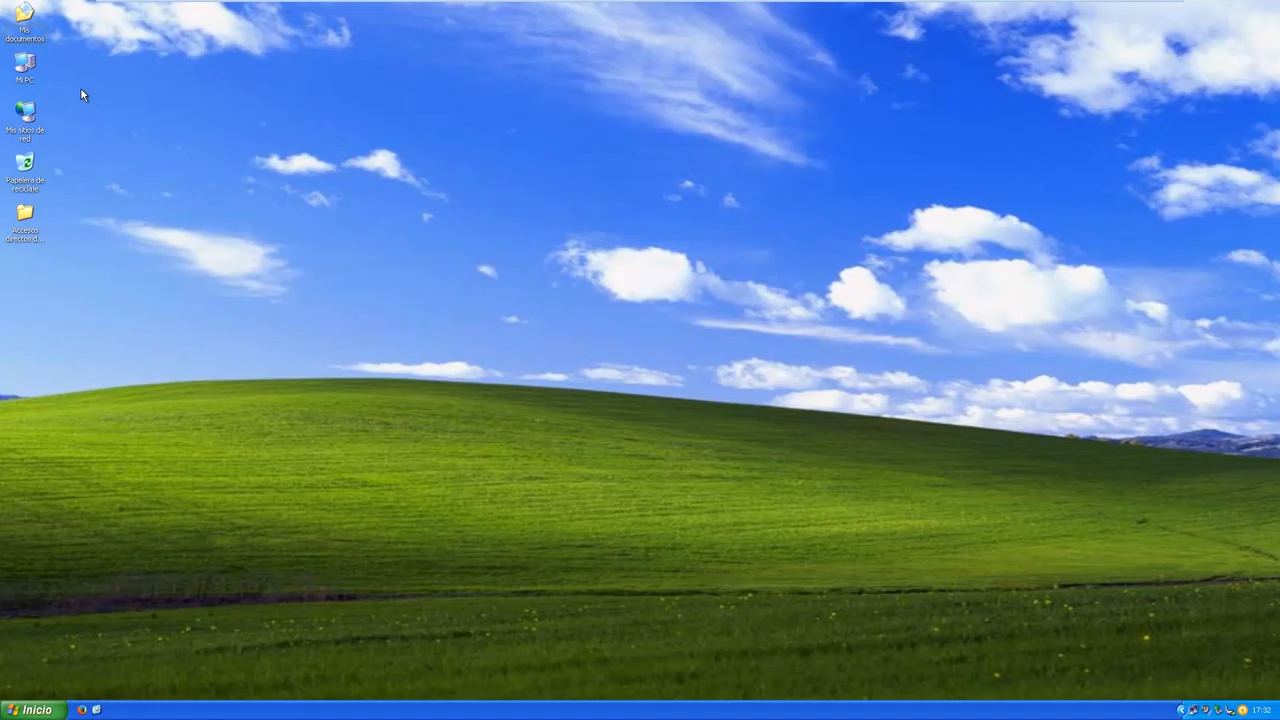 Mis
documentos
Mi PC
Mis sitios de
red
Papelera de
reciclaje
Accesos
directos d...
Inicio
17:32